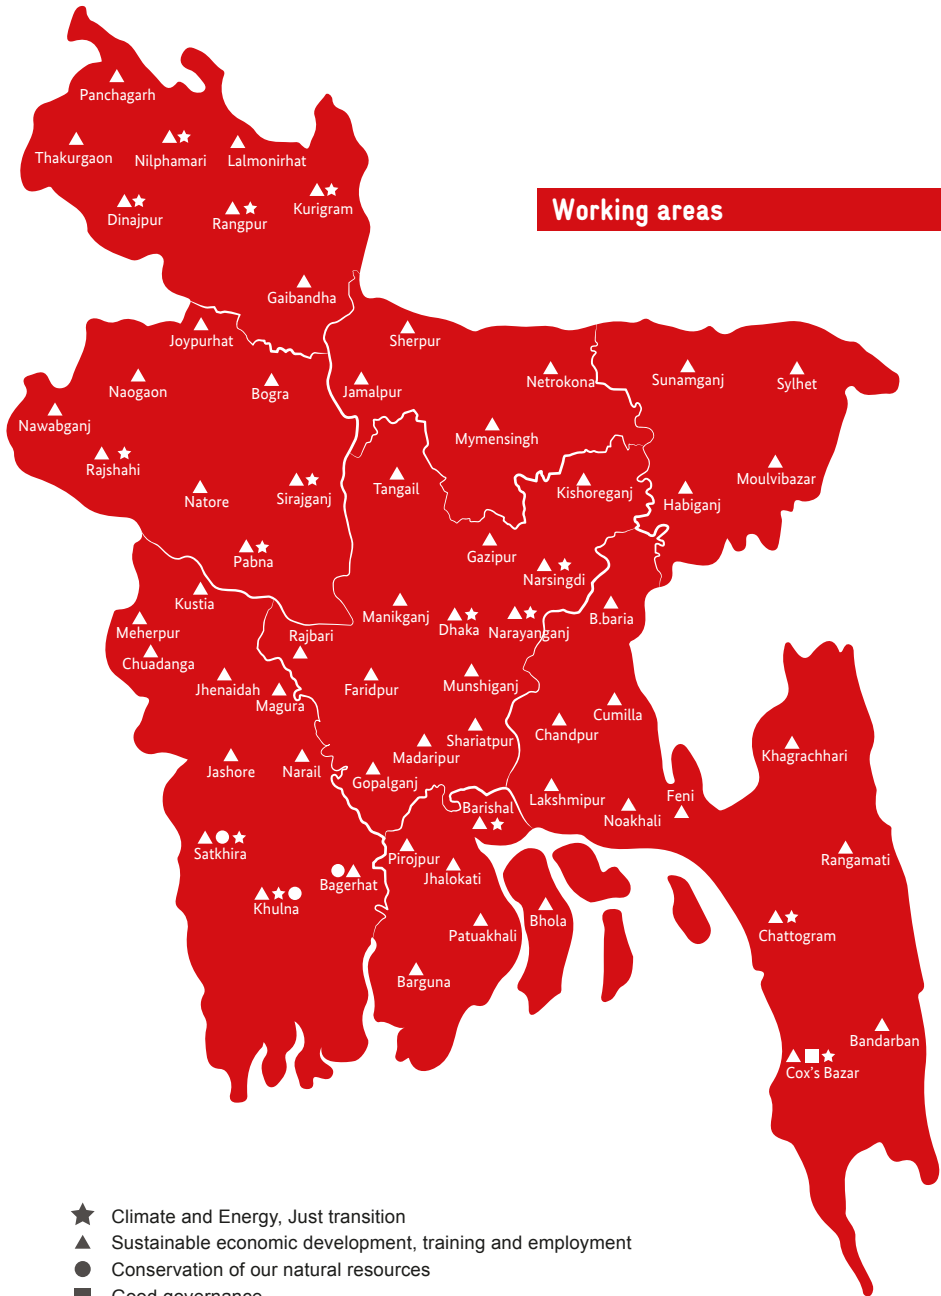 Panchagarh
Thakurgaon
Nilphamari
Lalmonirhat
Dinajpur
Rangpur
Kurigram
Working areas
Gaibandha
Joypurhat
Sherpur
Naogaon
Bogra
Jamalpur
Netrokona
Sunamganj
Sylhet
Nawabganj
Mymensingh
Rajshahi
Natore
Sirajganj
Tangail
Kishoreganj
Habiganj
Moulvibazar
Pabna
Gazipur
Narsingdi
Kustia
Meherpur
Manikganj
Dhaka
Narayanganj
B.baria
Rajbari
Chuadanga
Jhenaidah
Magura
Faridpur
Munshiganj
Cumilla
Chandpur
Shariatpur
Madaripur
Khagrachhari
Jashore
Narail
Gopalganj
Lakshmipur
Noakhali
Feni
Barishal
Satkhira
Pirojpur
Jhalokati
Rangamati
Bagerhat
Khulna
Patuakhali
Bhola
Chattogram
Barguna
Bandarban
Cox's Bazar
Climate and Energy, Just transition
Sustainable economic development, training and employment
Conservation of our natural resources
Good governance